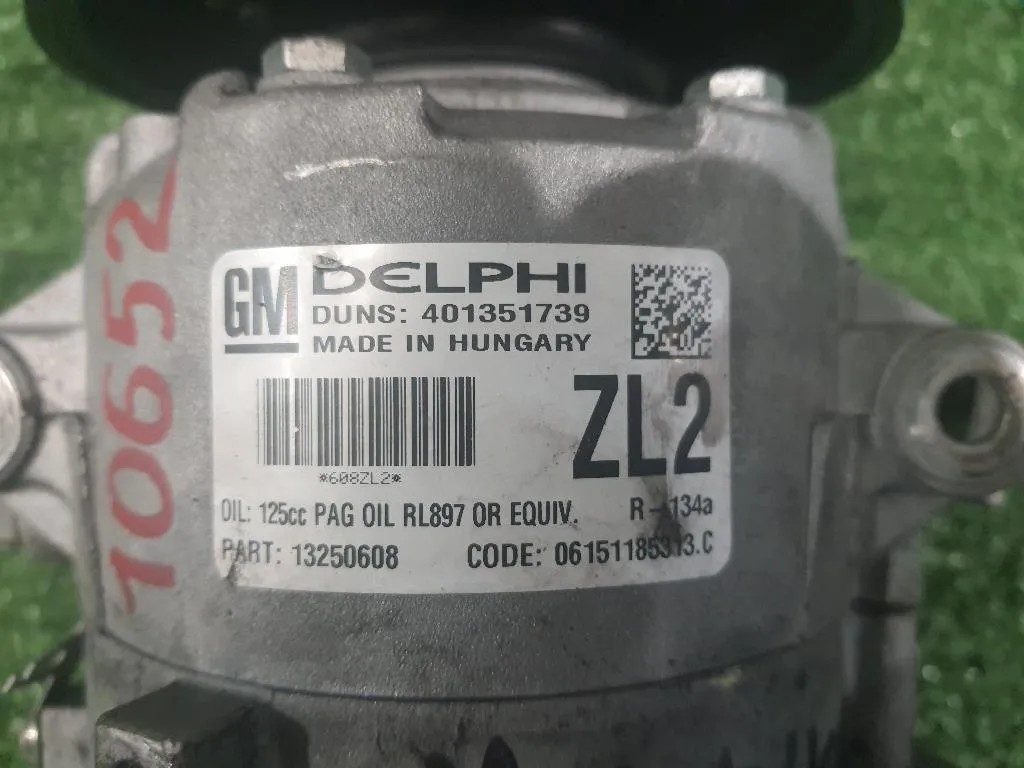 10652
GM DELPHI
DUNS: 401351739
MADE IN HUNGARY
ZL2
*608ZL2*
OIL: 125cc PAG OIL RL897 OR EQUIV. R-134a
PART: 13250608 CODE: 06151185313.C